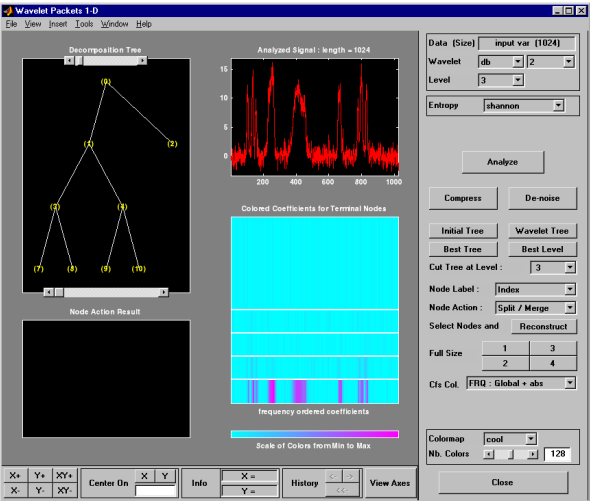 Wavelet Packets 1-D
File View Insert Tools Window Help
Decomposition Tree
(0)
(1) (2)
(3) (4)
(7) (8) (9) (10)
Node Action Result
Analyzed Signal : length = 1024
15
10
5
0
200 400 600 800 1000
Colored Coefficients for Terminal Nodes
frequency ordered coefficients
Scale of Colors from Min to Max
Data (Size) input var (1024)
Wavelet db 2
Level 3
Entropy shannon
Analyze
Compress De-noise
Initial Tree Wavelet Tree
Best Tree Best Level
Cut Tree at Level : 3
Node Label : Index
Node Action : Split / Merge
Select Nodes and Reconstruct
Full Size 1 3
2 4
Cfs Col. FRQ : Global + abs
Colormap cool
Nb. Colors 128
X+ Y+ XY+
X- Y- XY-
Center On X Y
Info X =
Y =
History < - ->
<<-
View Axes
Close